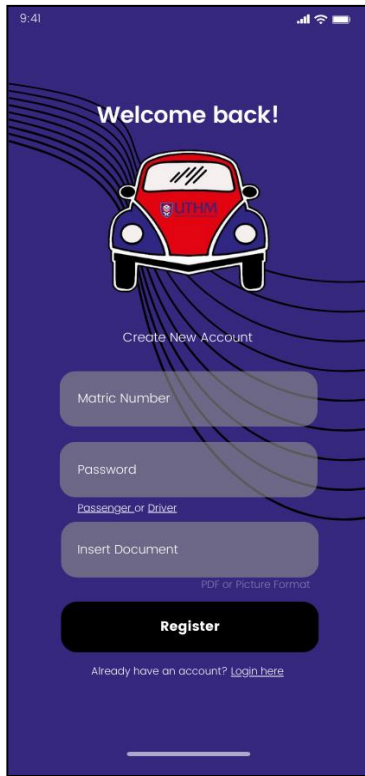 9:41
Welcome back!
UTHM
Create New Account
Matric Number
Password
Passenger or Driver
Insert Document
PDF or Picture Format
Register
Already have an account? Login here